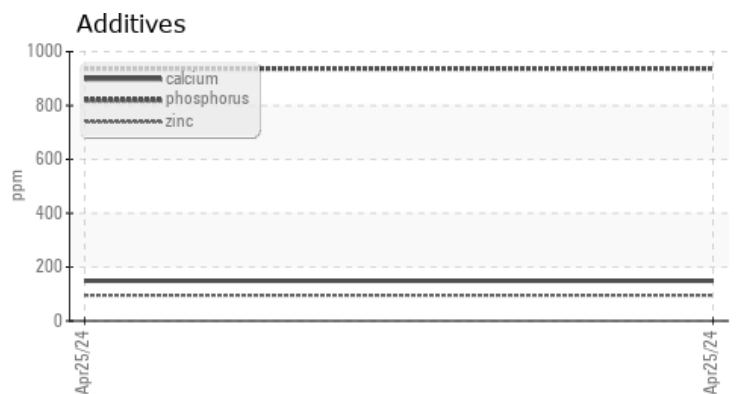 Additives
1000
calcium
phosphorus
800
zinc
600
ppm
400
200
0
Apr25/24
Apr25/24